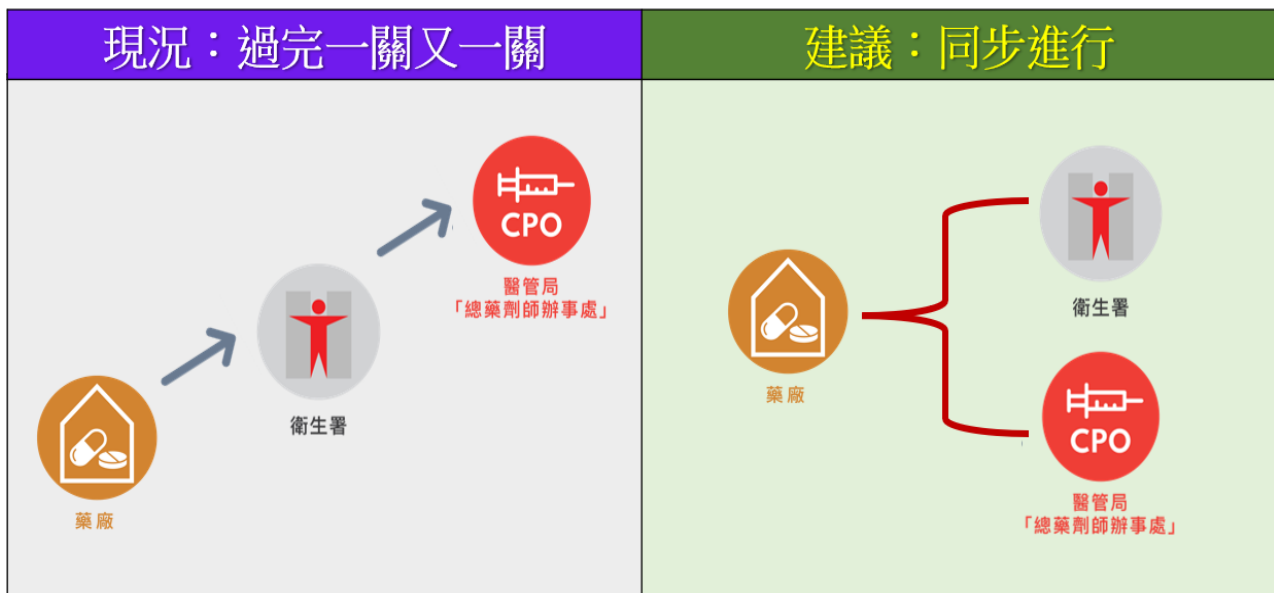 現況：過完一關又一關
建議：同步進行
CPO
醫管局
「總藥劑師辦事處」
衛生署
藥廠
衛生署
藥廠
CPO
醫管局
「總藥劑師辦事處」